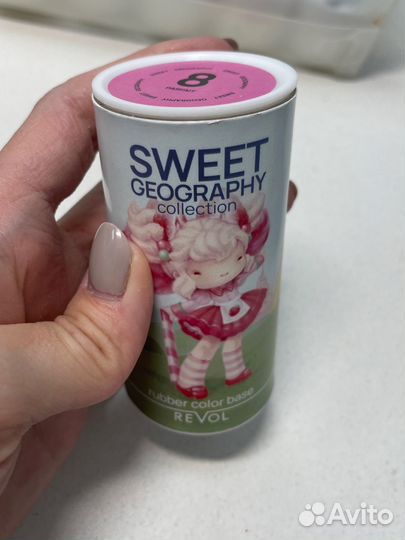 8
SWEET
GEOGRAPHY
collection
rubber color base
REVOL
Avito